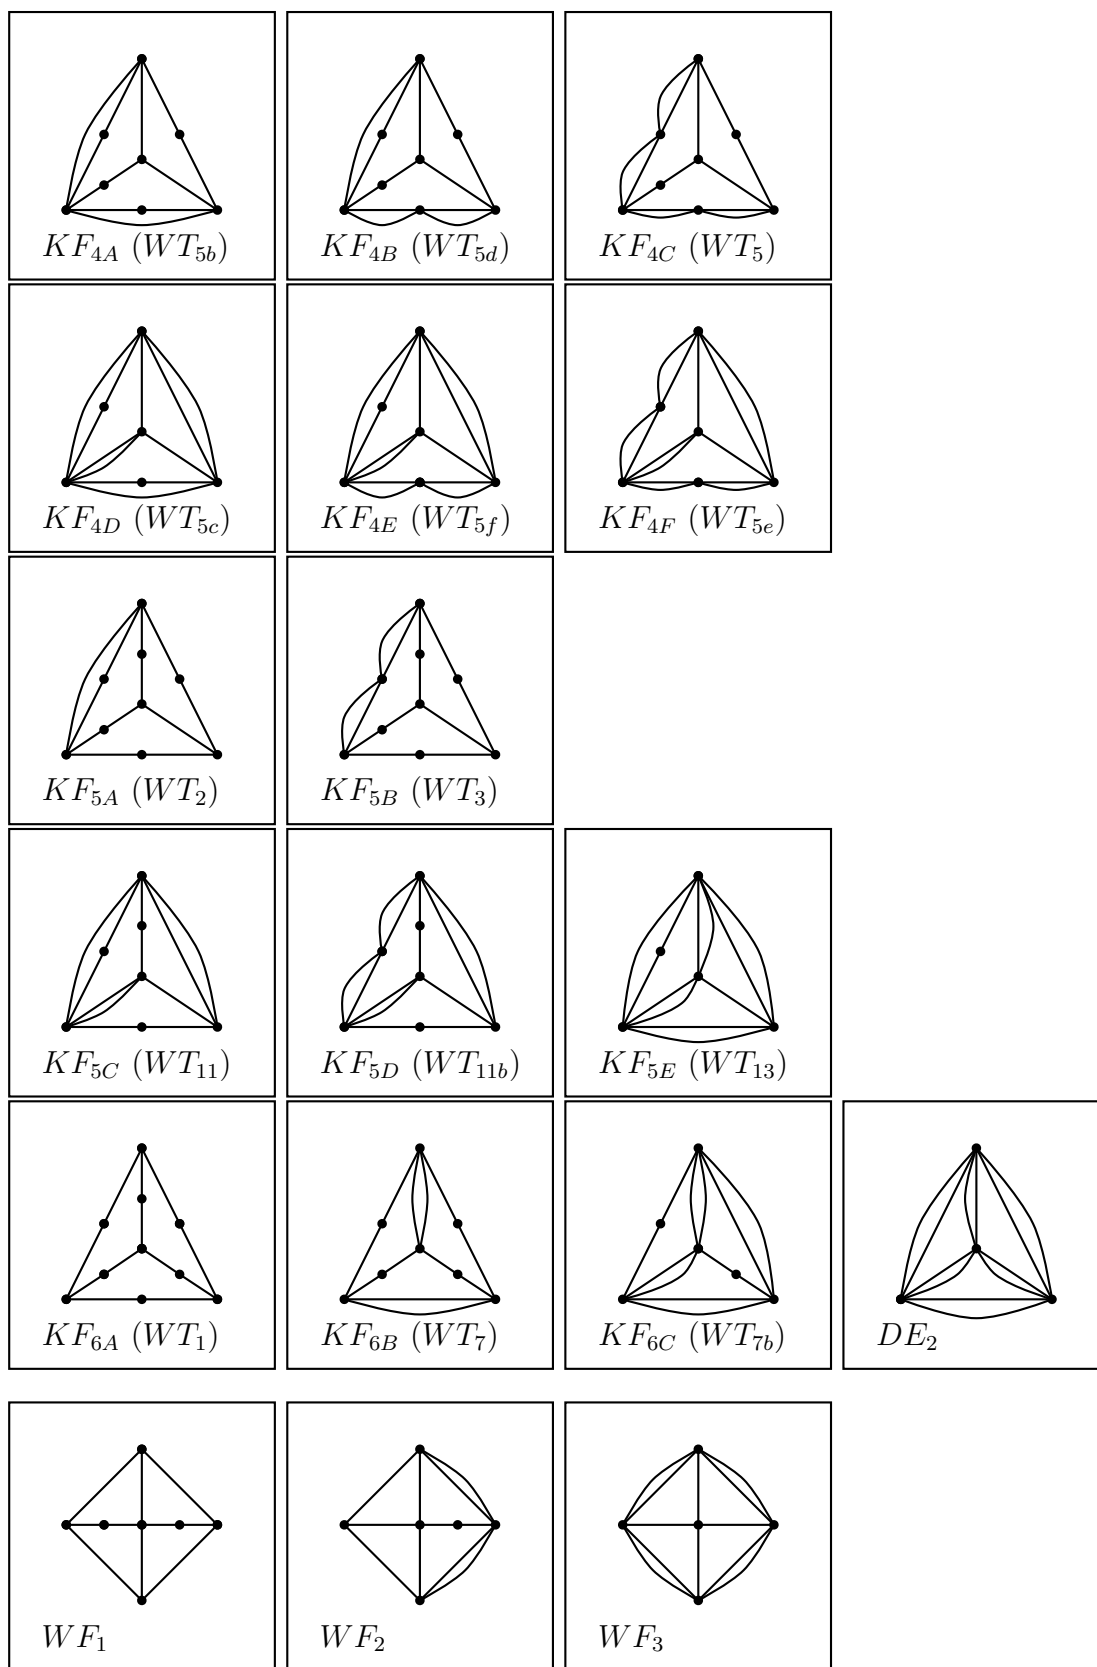 KF₄A (WT₅b)
KF₄B (WT₅d)
KF₄C (WT₅)
KF₄D (WT₅c)
KF₄E (WT₅f)
KF₄F (WT₅e)
KF₅A (WT₂)
KF₅B (WT₃)
KF₅C (WT₁₁)
KF₅D (WT₁₁b)
KF₅E (WT₁₃)
KF₆A (WT₁)
KF₆B (WT₇)
KF₆C (WT₇b)
DE₂
WF₁
WF₂
WF₃